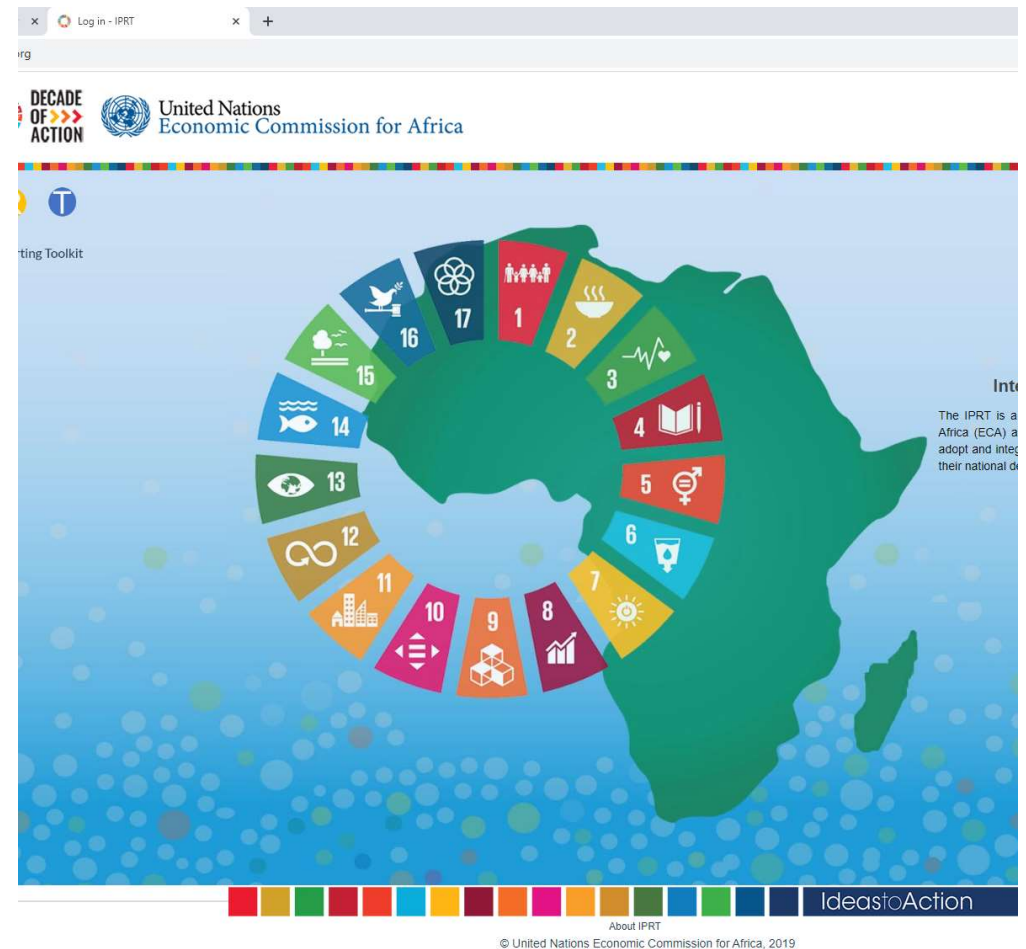 Log in - IPRT
org
DECADE
OF >>>
ACTION
United Nations
Economic Commission for Africa
T
rting Toolkit
1
2
3
4
5
6
7
8
9
10
11
12
13
14
15
16
17
Inte
The IPRT is a
Africa (ECA) a
adopt and integ
their national de
IdeastoAction
About IPRT
© United Nations Economic Commission for Africa, 2019